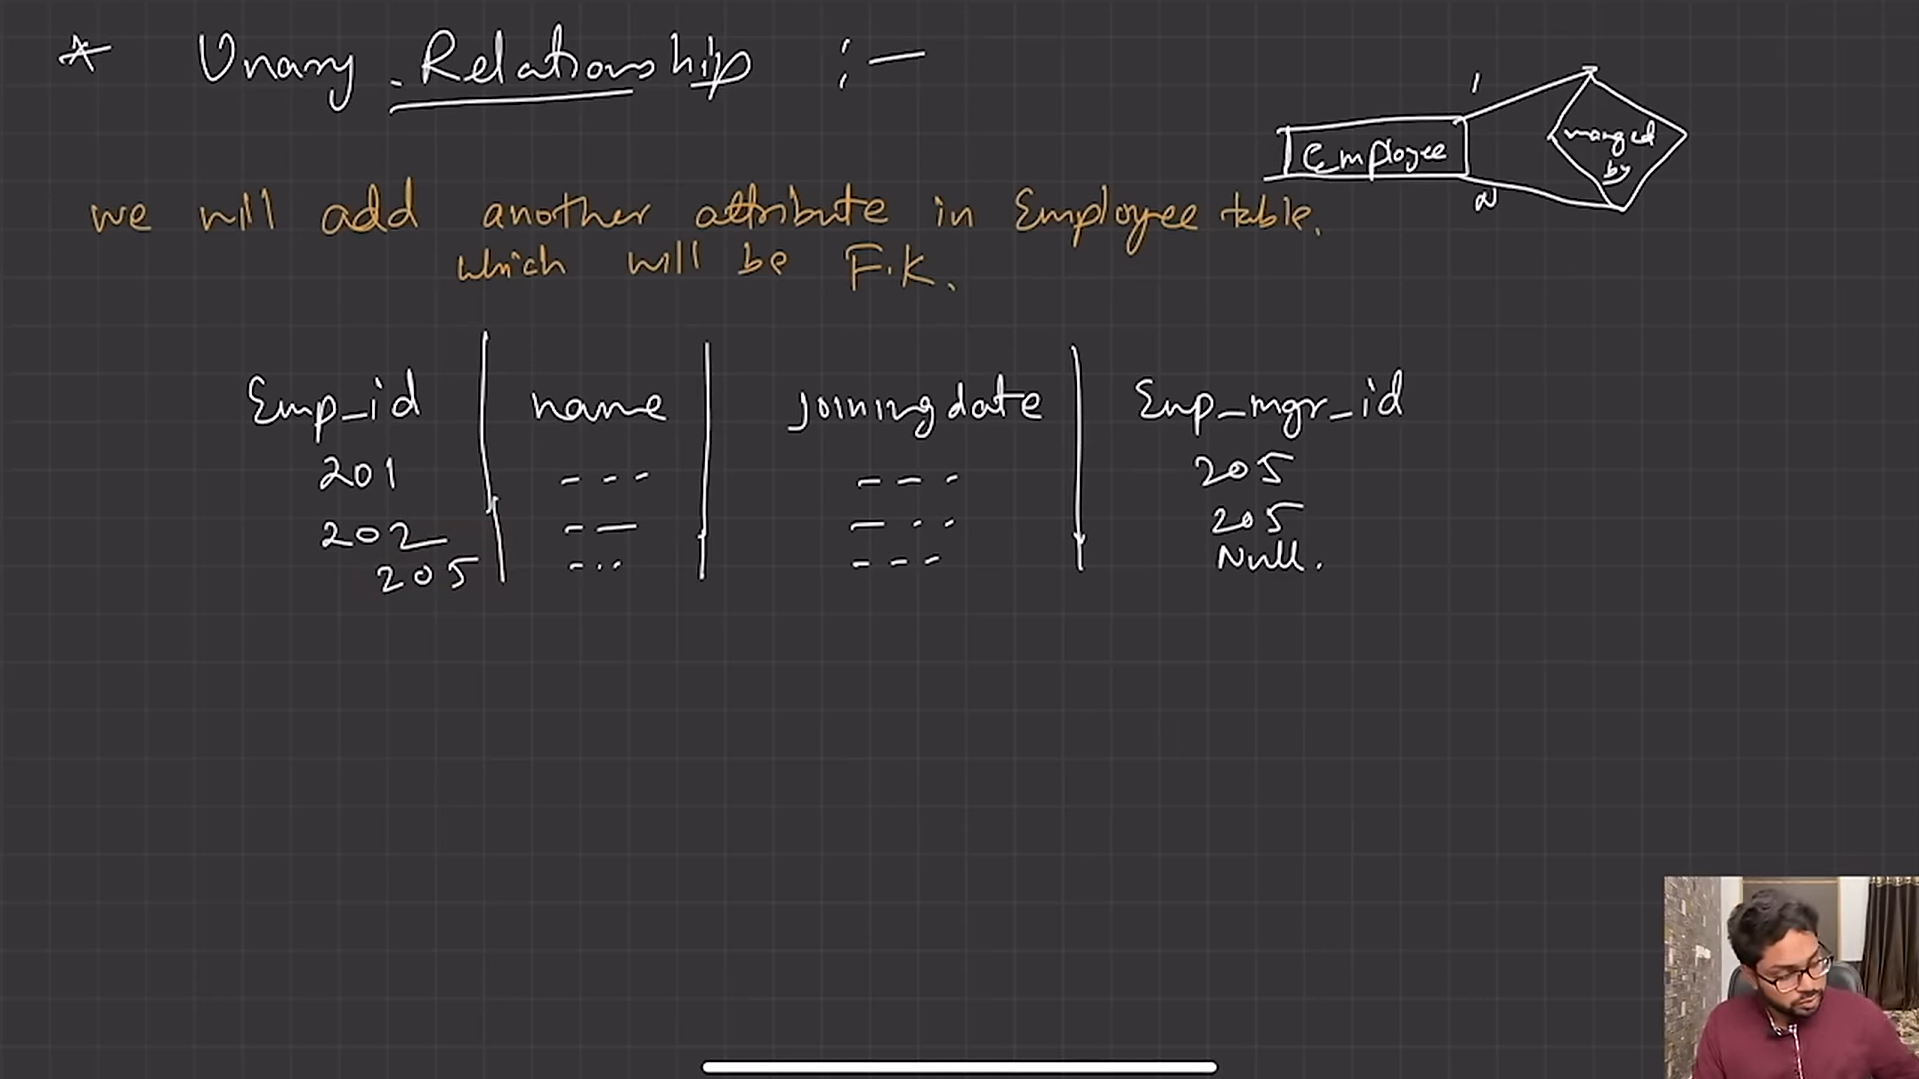 * Unary Relationship :-
1
Employee
manged
by
N
we will add another attribute in Employee table.
which will be F.K.
Emp_id | name | Joining date | Emp_mgr_id
201 | --- | --- | 205
202 | -- | --- | 205
205 | --- | --- | Null.